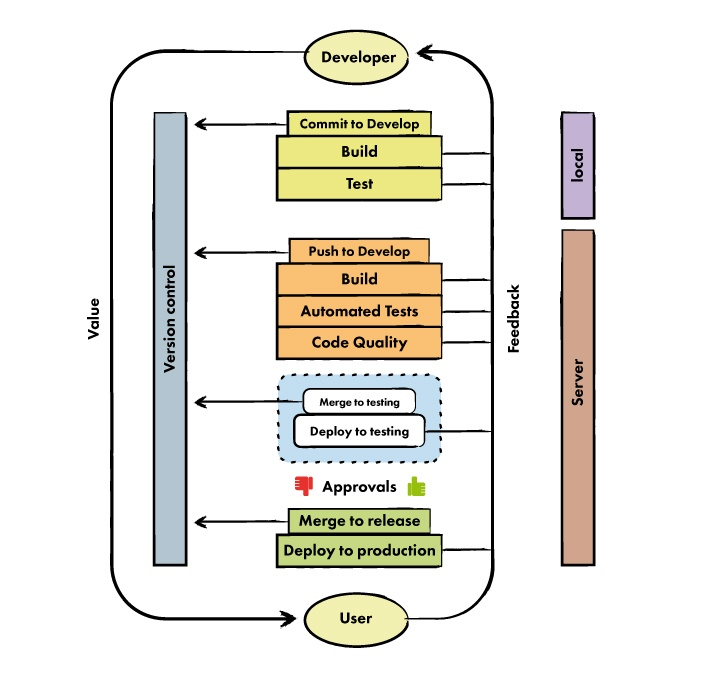 Developer
Commit to Develop
Build
Test
local
Push to Develop
Build
Automated Tests
Code Quality
Value
Version control
Feedback
Server
Merge to testing
Deploy to testing
Approvals
Merge to release
Deploy to production
User